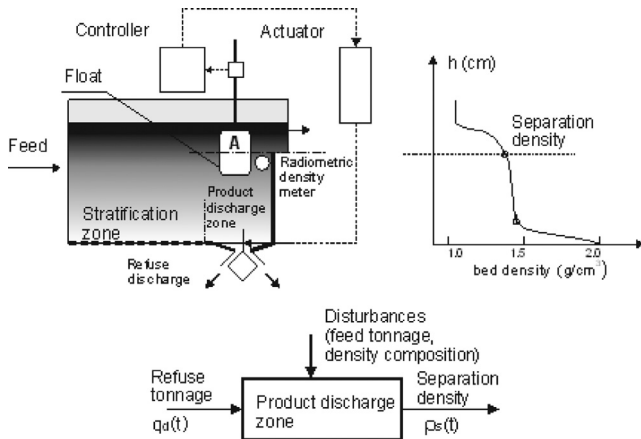 Controller
Actuator
Float
A
Feed
Radiometric
density
meter
Product
discharge
zone
Stratification
zone
Refuse
discharge
h (cm)
Separation
density
1.0
1.5
2.0
bed density (g/cm³)
Disturbances
(feed tonnage,
density composition)
Refuse
tonnage
qd(t)
Product discharge
zone
Separation
density
ρs(t)